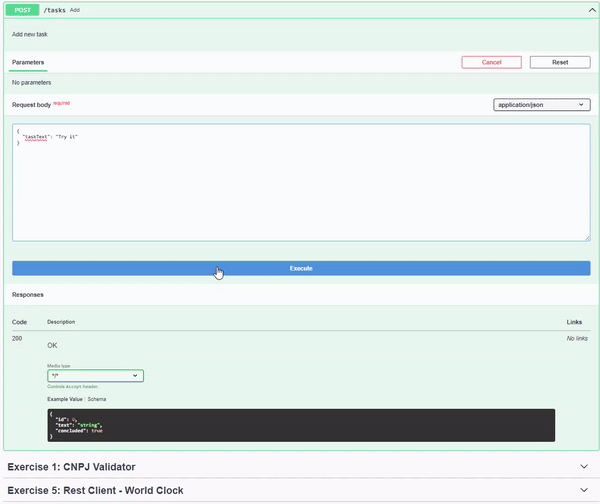 POST /tasks Add
Add new task
Parameters
Cancel
Reset
No parameters
Request body required
application/json
{
"taskText": "Try it"
}
Execute
Responses
Code Description Links
200 OK No links
Media type
*/*
Controls Accept header.
Example Value | Schema
{
"id": 0,
"text": "string",
"concluded": true
}
Exercise 1: CNPJ Validator
Exercise 5: Rest Client - World Clock